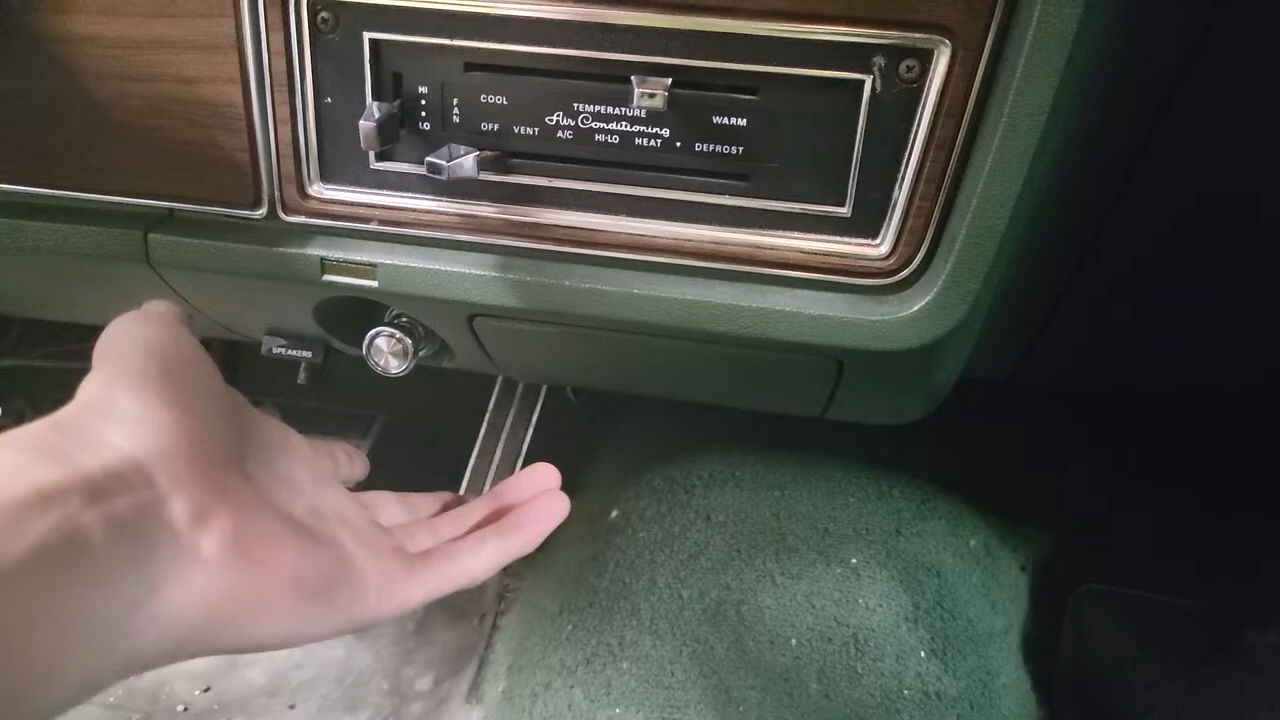 HI
LO
FAN
COOL
TEMPERATURE
WARM
Air Conditioning
OFF VENT A/C HI-LO HEAT ▼ DEFROST
SPEAKERS